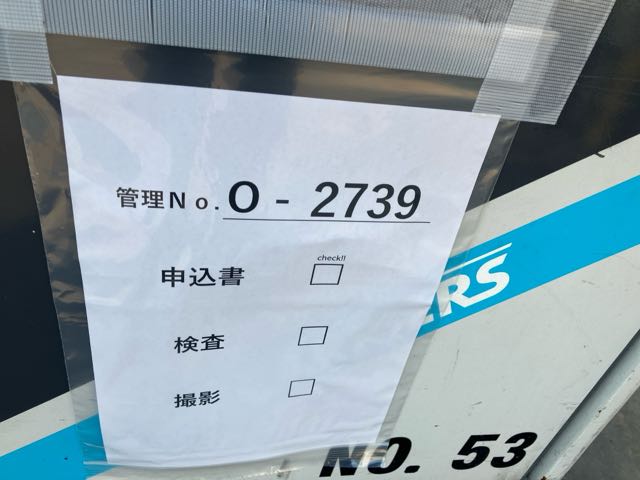 管理No. O - 2739
check!!
申込書 □
検査 □
撮影 □
ERS
NO. 53